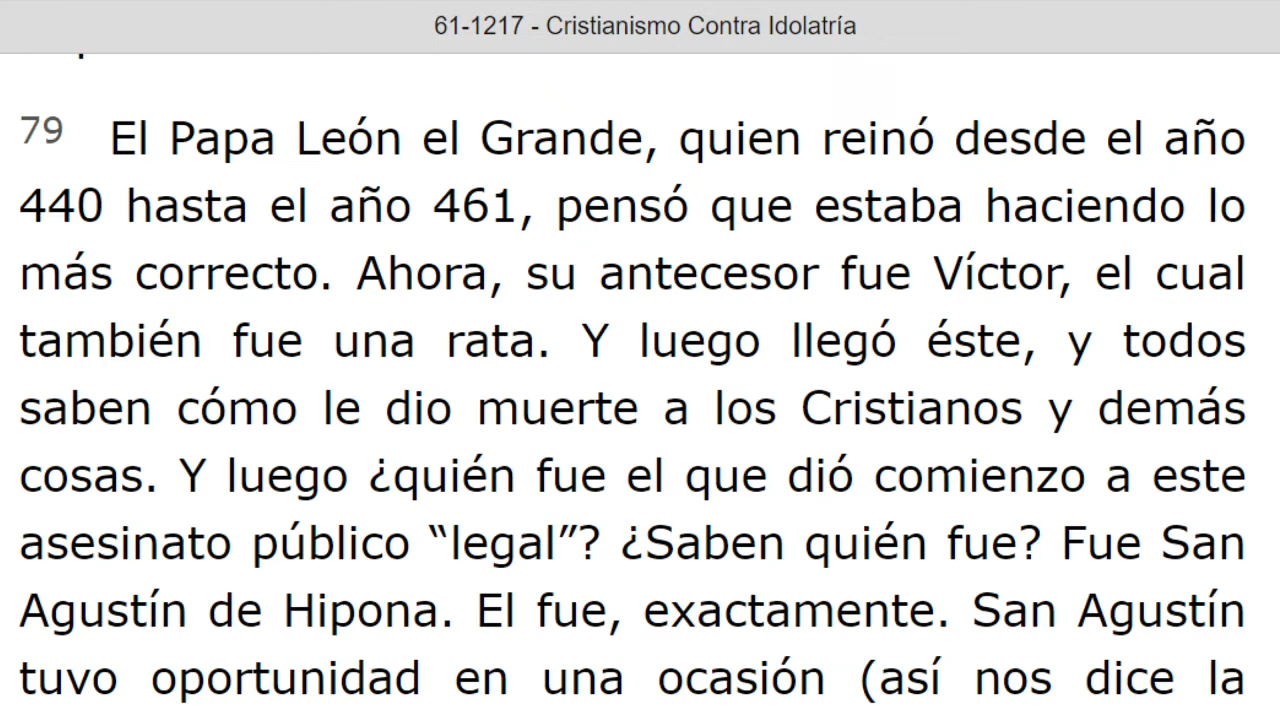 61-1217 - Cristianismo Contra Idolatría
79 El Papa León el Grande, quien reinó desde el año
440 hasta el año 461, pensó que estaba haciendo lo
más correcto. Ahora, su antecesor fue Víctor, el cual
también fue una rata. Y luego llegó éste, y todos
saben cómo le dio muerte a los Cristianos y demás
cosas. Y luego ¿quién fue el que dió comienzo a este
asesinato público “legal”? ¿Saben quién fue? Fue San
Agustín de Hipona. El fue, exactamente. San Agustín
tuvo oportunidad en una ocasión (así nos dice la